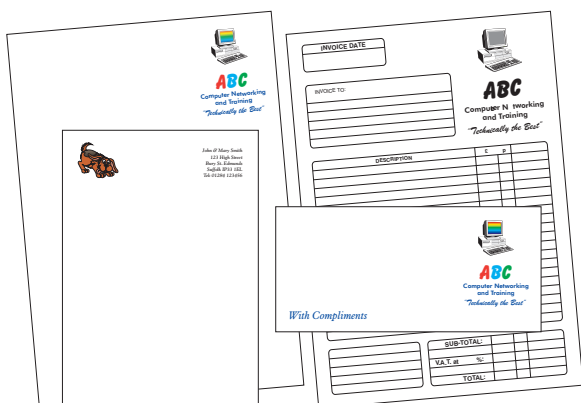 ABC
Computer Networking
and Training
"Technically the Best"
John & Mary Smith
123 High Street
Bury St. Edmunds
Suffolk IP33 1EL
Tel: 01284 123456
INVOICE DATE
INVOICE TO:
ABC
Computer N tworking
and Training
"Technically the Best"
DESCRIPTION
£ P
ABC
Computer Networking
and Training
"Technically the Best"
With Compliments
SUB-TOTAL:
V.A.T. at %:
TOTAL: